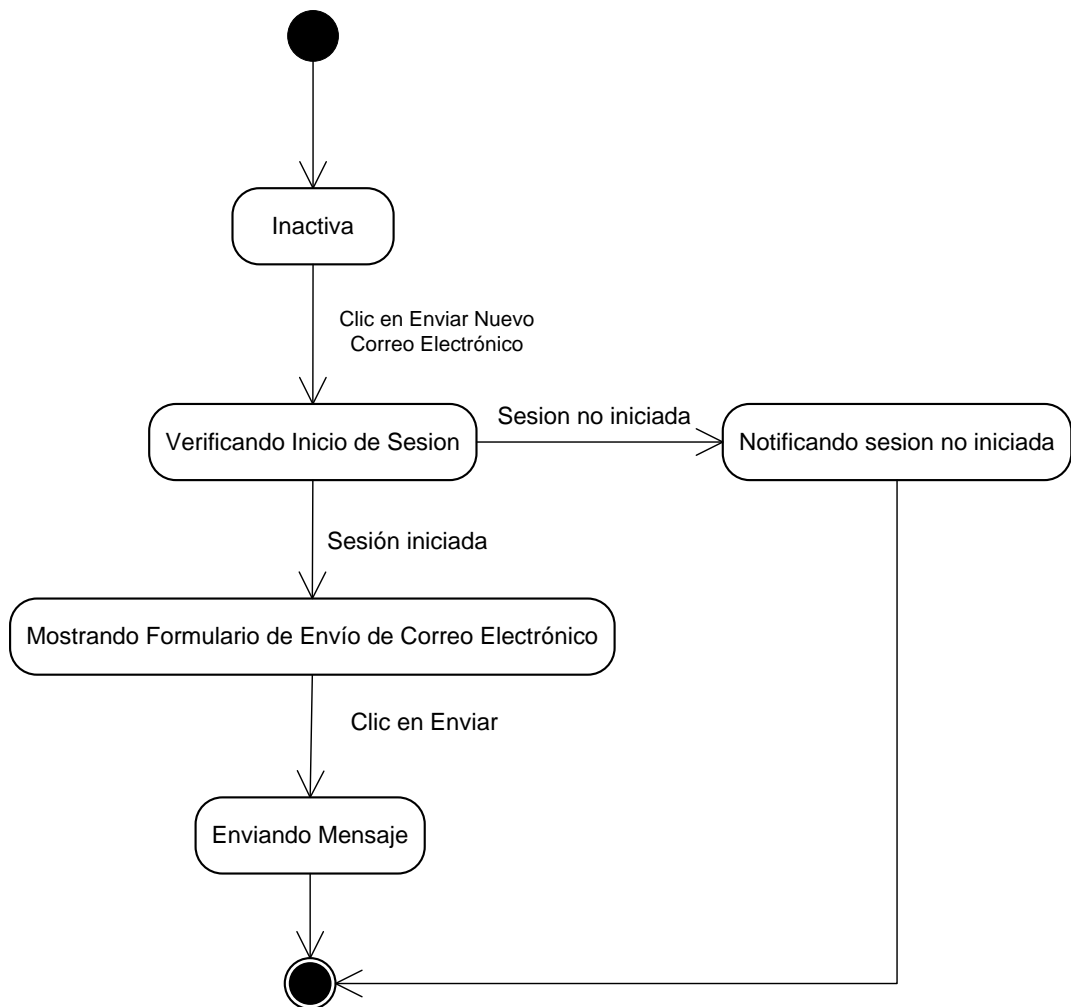 Inactiva
Clic en Enviar Nuevo
Correo Electrónico
Verificando Inicio de Sesion
Sesion no iniciada
Notificando sesion no iniciada
Sesión iniciada
Mostrando Formulario de Envío de Correo Electrónico
Clic en Enviar
Enviando Mensaje